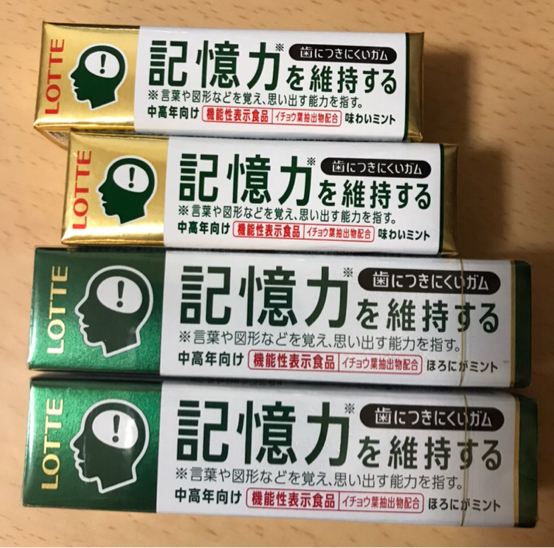 LOTTE
歯につきにくいガム
記憶力※を維持する
※言葉や図形などを覚え、思い出す能力を指す。
中高年向け 機能性表示食品 イチョウ葉抽出物配合 味わいミント
LOTTE
歯につきにくいガム
記憶力※を維持する
※言葉や図形などを覚え、思い出す能力を指す。
中高年向け 機能性表示食品 イチョウ葉抽出物配合 味わいミント
LOTTE
歯につきにくいガム
記憶力※を維持する
※言葉や図形などを覚え、思い出す能力を指す。
中高年向け 機能性表示食品 イチョウ葉抽出物配合 ほろにがミント
LOTTE
歯につきにくいガム
記憶力※を維持する
※言葉や図形などを覚え、思い出す能力を指す。
中高年向け 機能性表示食品 イチョウ葉抽出物配合 ほろにがミント